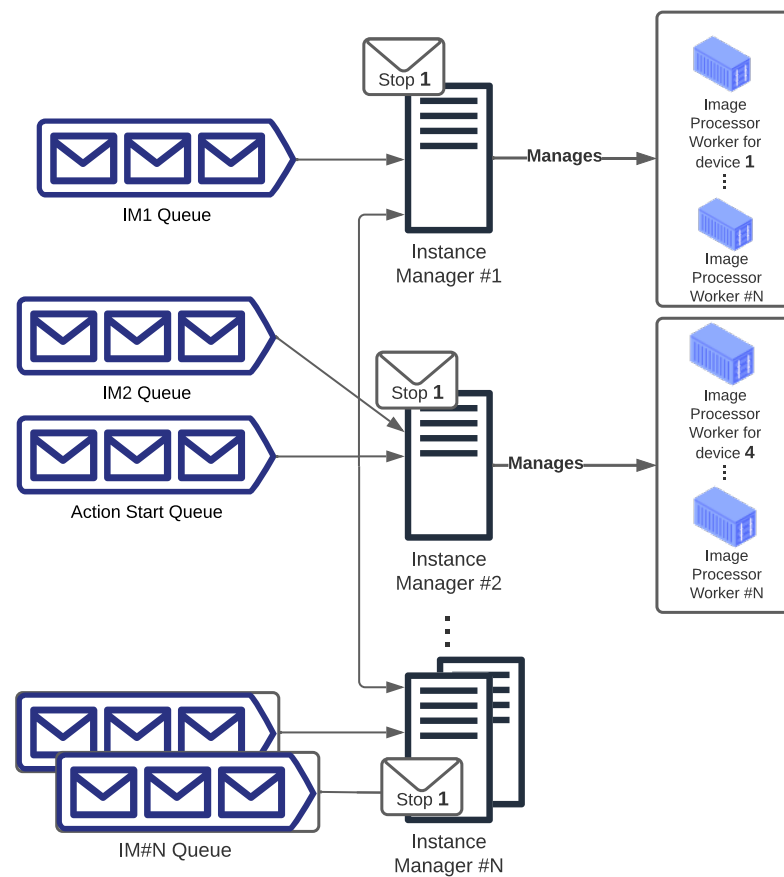 Stop 1
IM1 Queue
Instance
Manager #1
Manages
Image
Processor
Worker for
device 1
Image
Processor
Worker #N
IM2 Queue
Stop 1
Action Start Queue
Instance
Manager #2
Manages
Image
Processor
Worker for
device 4
Image
Processor
Worker #N
Stop 1
IM#N Queue
Instance
Manager #N